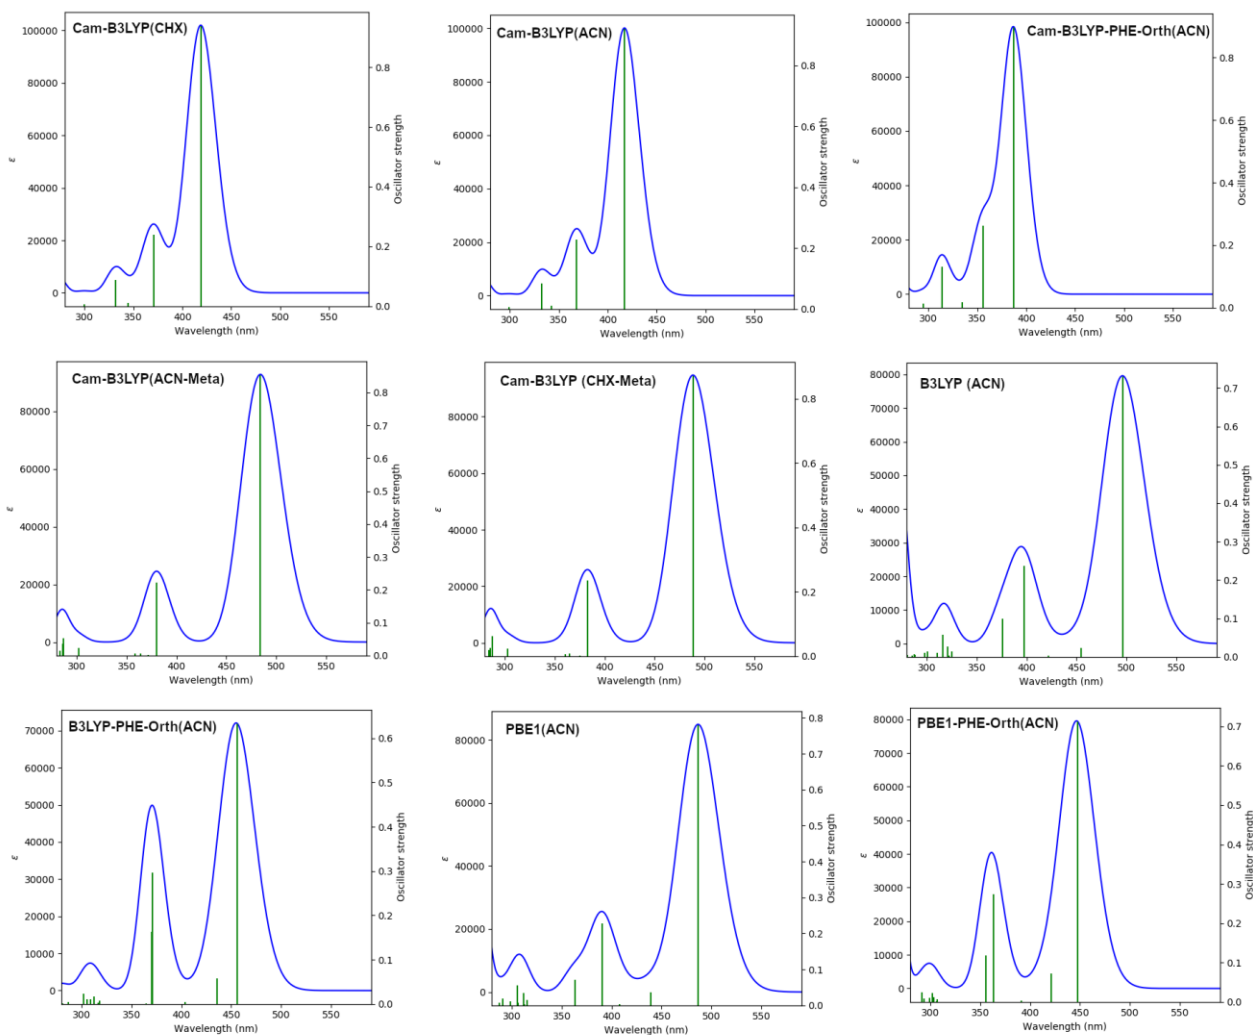 Cam-B3LYP(CHX)
100000
80000
60000
40000
20000
0
ε
0.8
0.6
0.4
0.2
0.0
Oscillator strength
300 350 400 450 500 550
Wavelength (nm)
Cam-B3LYP(ACN)
100000
80000
60000
40000
20000
0
ε
0.8
0.6
0.4
0.2
0.0
Oscillator strength
300 350 400 450 500 550
Wavelength (nm)
Cam-B3LYP-PHE-Orth(ACN)
100000
80000
60000
40000
20000
0
ε
0.8
0.6
0.4
0.2
0.0
Oscillator strength
300 350 400 450 500 550
Wavelength (nm)
Cam-B3LYP(ACN-Meta)
80000
60000
40000
20000
0
ε
0.8
0.7
0.6
0.5
0.4
0.3
0.2
0.1
0.0
Oscillator strength
300 350 400 450 500 550
Wavelength (nm)
Cam-B3LYP (CHX-Meta)
80000
60000
40000
20000
0
ε
0.8
0.6
0.4
0.2
0.0
Oscillator strength
300 350 400 450 500 550
Wavelength (nm)
B3LYP (ACN)
80000
70000
60000
50000
40000
30000
20000
10000
0
ε
0.7
0.6
0.5
0.4
0.3
0.2
0.1
0.0
Oscillator strength
300 350 400 450 500 550
Wavelength (nm)
B3LYP-PHE-Orth(ACN)
70000
60000
50000
40000
30000
20000
10000
0
ε
0.6
0.5
0.4
0.3
0.2
0.1
0.0
Oscillator strength
300 350 400 450 500 550
Wavelength (nm)
PBE1(ACN)
80000
60000
40000
20000
0
ε
0.8
0.7
0.6
0.5
0.4
0.3
0.2
0.1
0.0
Oscillator strength
300 350 400 450 500 550
Wavelength (nm)
PBE1-PHE-Orth(ACN)
80000
70000
60000
50000
40000
30000
20000
10000
0
ε
0.7
0.6
0.5
0.4
0.3
0.2
0.1
0.0
Oscillator strength
300 350 400 450 500 550
Wavelength (nm)